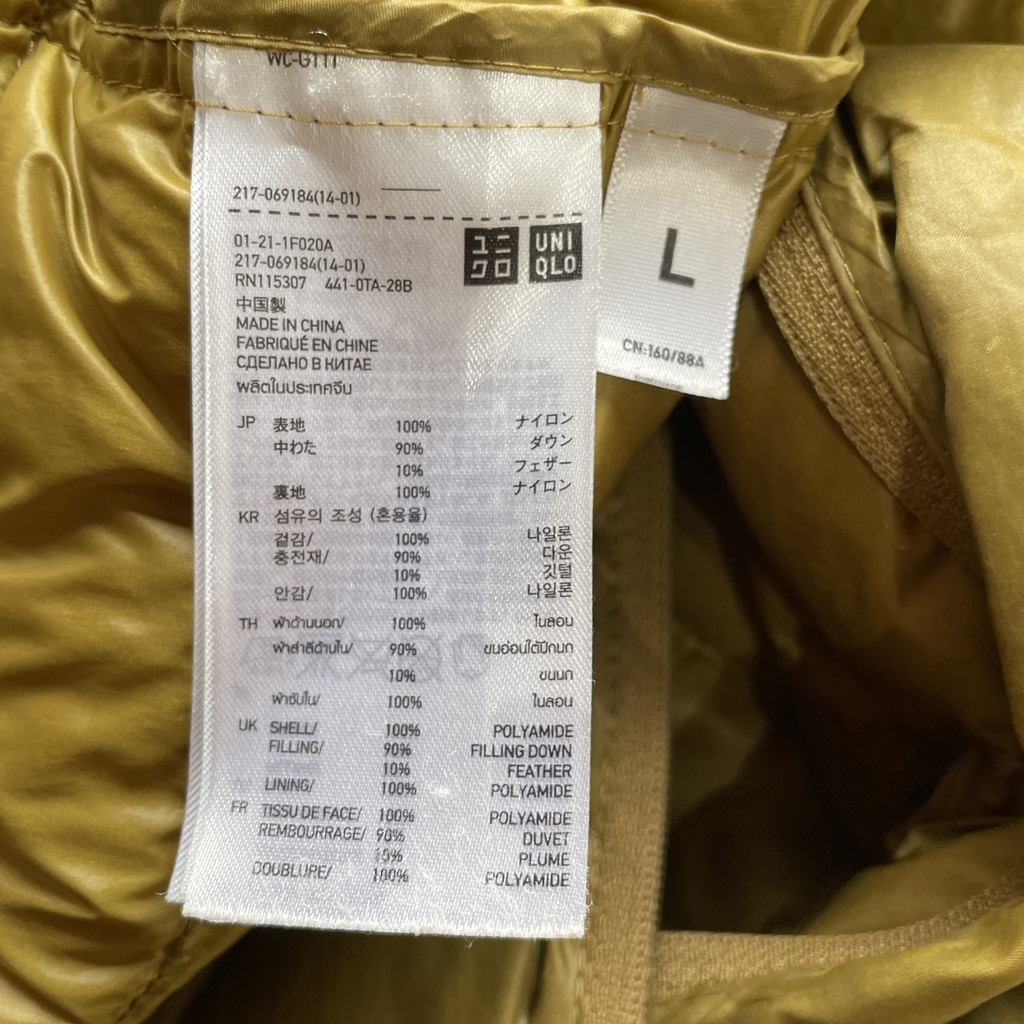 WC-G111
217-069184(14-01)
01-21-1F020A
217-069184(14-01)
RN115307 441-0TA-28B
ユニ
クロ
UNI
QLO
中国製
MADE IN CHINA
FABRIQUÉ EN CHINE
СДЕЛАНО В КИТАЕ
ผลิตในประเทศจีน
JP 表地 100% ナイロン
中わた 90% ダウン
10% フェザー
裏地 100% ナイロン
KR 섬유의 조성 (혼용율)
겉감/ 100% 나일론
충전재/ 90% 다운
10% 깃털
안감/ 100% 나일론
TH ผ้าด้านนอก/ 100% ไนลอน
ผ้าสำลีด้านใน/ 90% ขนอ่อนใต้ปีกนก
10% ขนนก
ผ้าซับใน/ 100% ไนลอน
UK SHELL/ 100% POLYAMIDE
FILLING/ 90% FILLING DOWN
10% FEATHER
LINING/ 100% POLYAMIDE
FR TISSU DE FACE/ 100% POLYAMIDE
REMBOURRAGE/ 90% DUVET
10% PLUME
DOUBLURE/ 100% POLYAMIDE
L
CN:160/88A